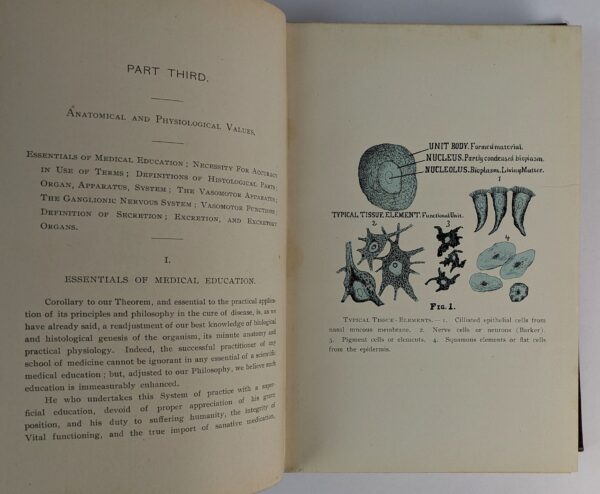 PART THIRD.
ANATOMICAL AND PHYSIOLOGICAL VALUES.
ESSENTIALS OF MEDICAL EDUCATION; NECESSITY FOR ACCURACY
IN USE OF TERMS; DEFINITIONS OF HISTOLOGICAL PARTS:
ORGAN, APPARATUS, SYSTEM; THE VASOMOTOR APPARATUS;
THE GANGLIONIC NERVOUS SYSTEM; VASOMOTOR FUNCTIONS;
DEFINITION OF SECRETION; EXCRETION, AND EXCRETORY
ORGANS.
I.
ESSENTIALS OF MEDICAL EDUCATION.
Corollary to our Theorem, and essential to the practical applica-
tion of its principles and philosophy in the cure of disease, is, as we
have already said, a readjustment of our best knowledge of biological
and histological genesis of the organism, its minute anatomy and
practical physiology. Indeed, the successful practitioner of any
school of medicine cannot be ignorant in any essential of a scientific
medical education; but, adjusted to our Philosophy, we believe such
education is immeasurably enhanced.
He who undertakes this System of practice with a super-
ficial education, devoid of proper appreciation of his grave
position, and his duty to suffering humanity, the integrity of
Vital functioning, and the true import of sanative medication,
UNIT BODY. Formed material.
NUCLEUS. Partly condensed bioplasm.
NUCLEOLUS. Bioplasm. Living Matter.
1
TYPICAL TISSUE ELEMENT. Functional Unit.
2 3
4
FIG. 1.
TYPICAL TISSUE-ELEMENTS.—1. Cilliated epithelial cells from
nasal mucous membrane. 2. Nerve cells or neurons (Barker).
3. Pigment cells or elements. 4. Squamous elements or flat cells
from the epidermis.